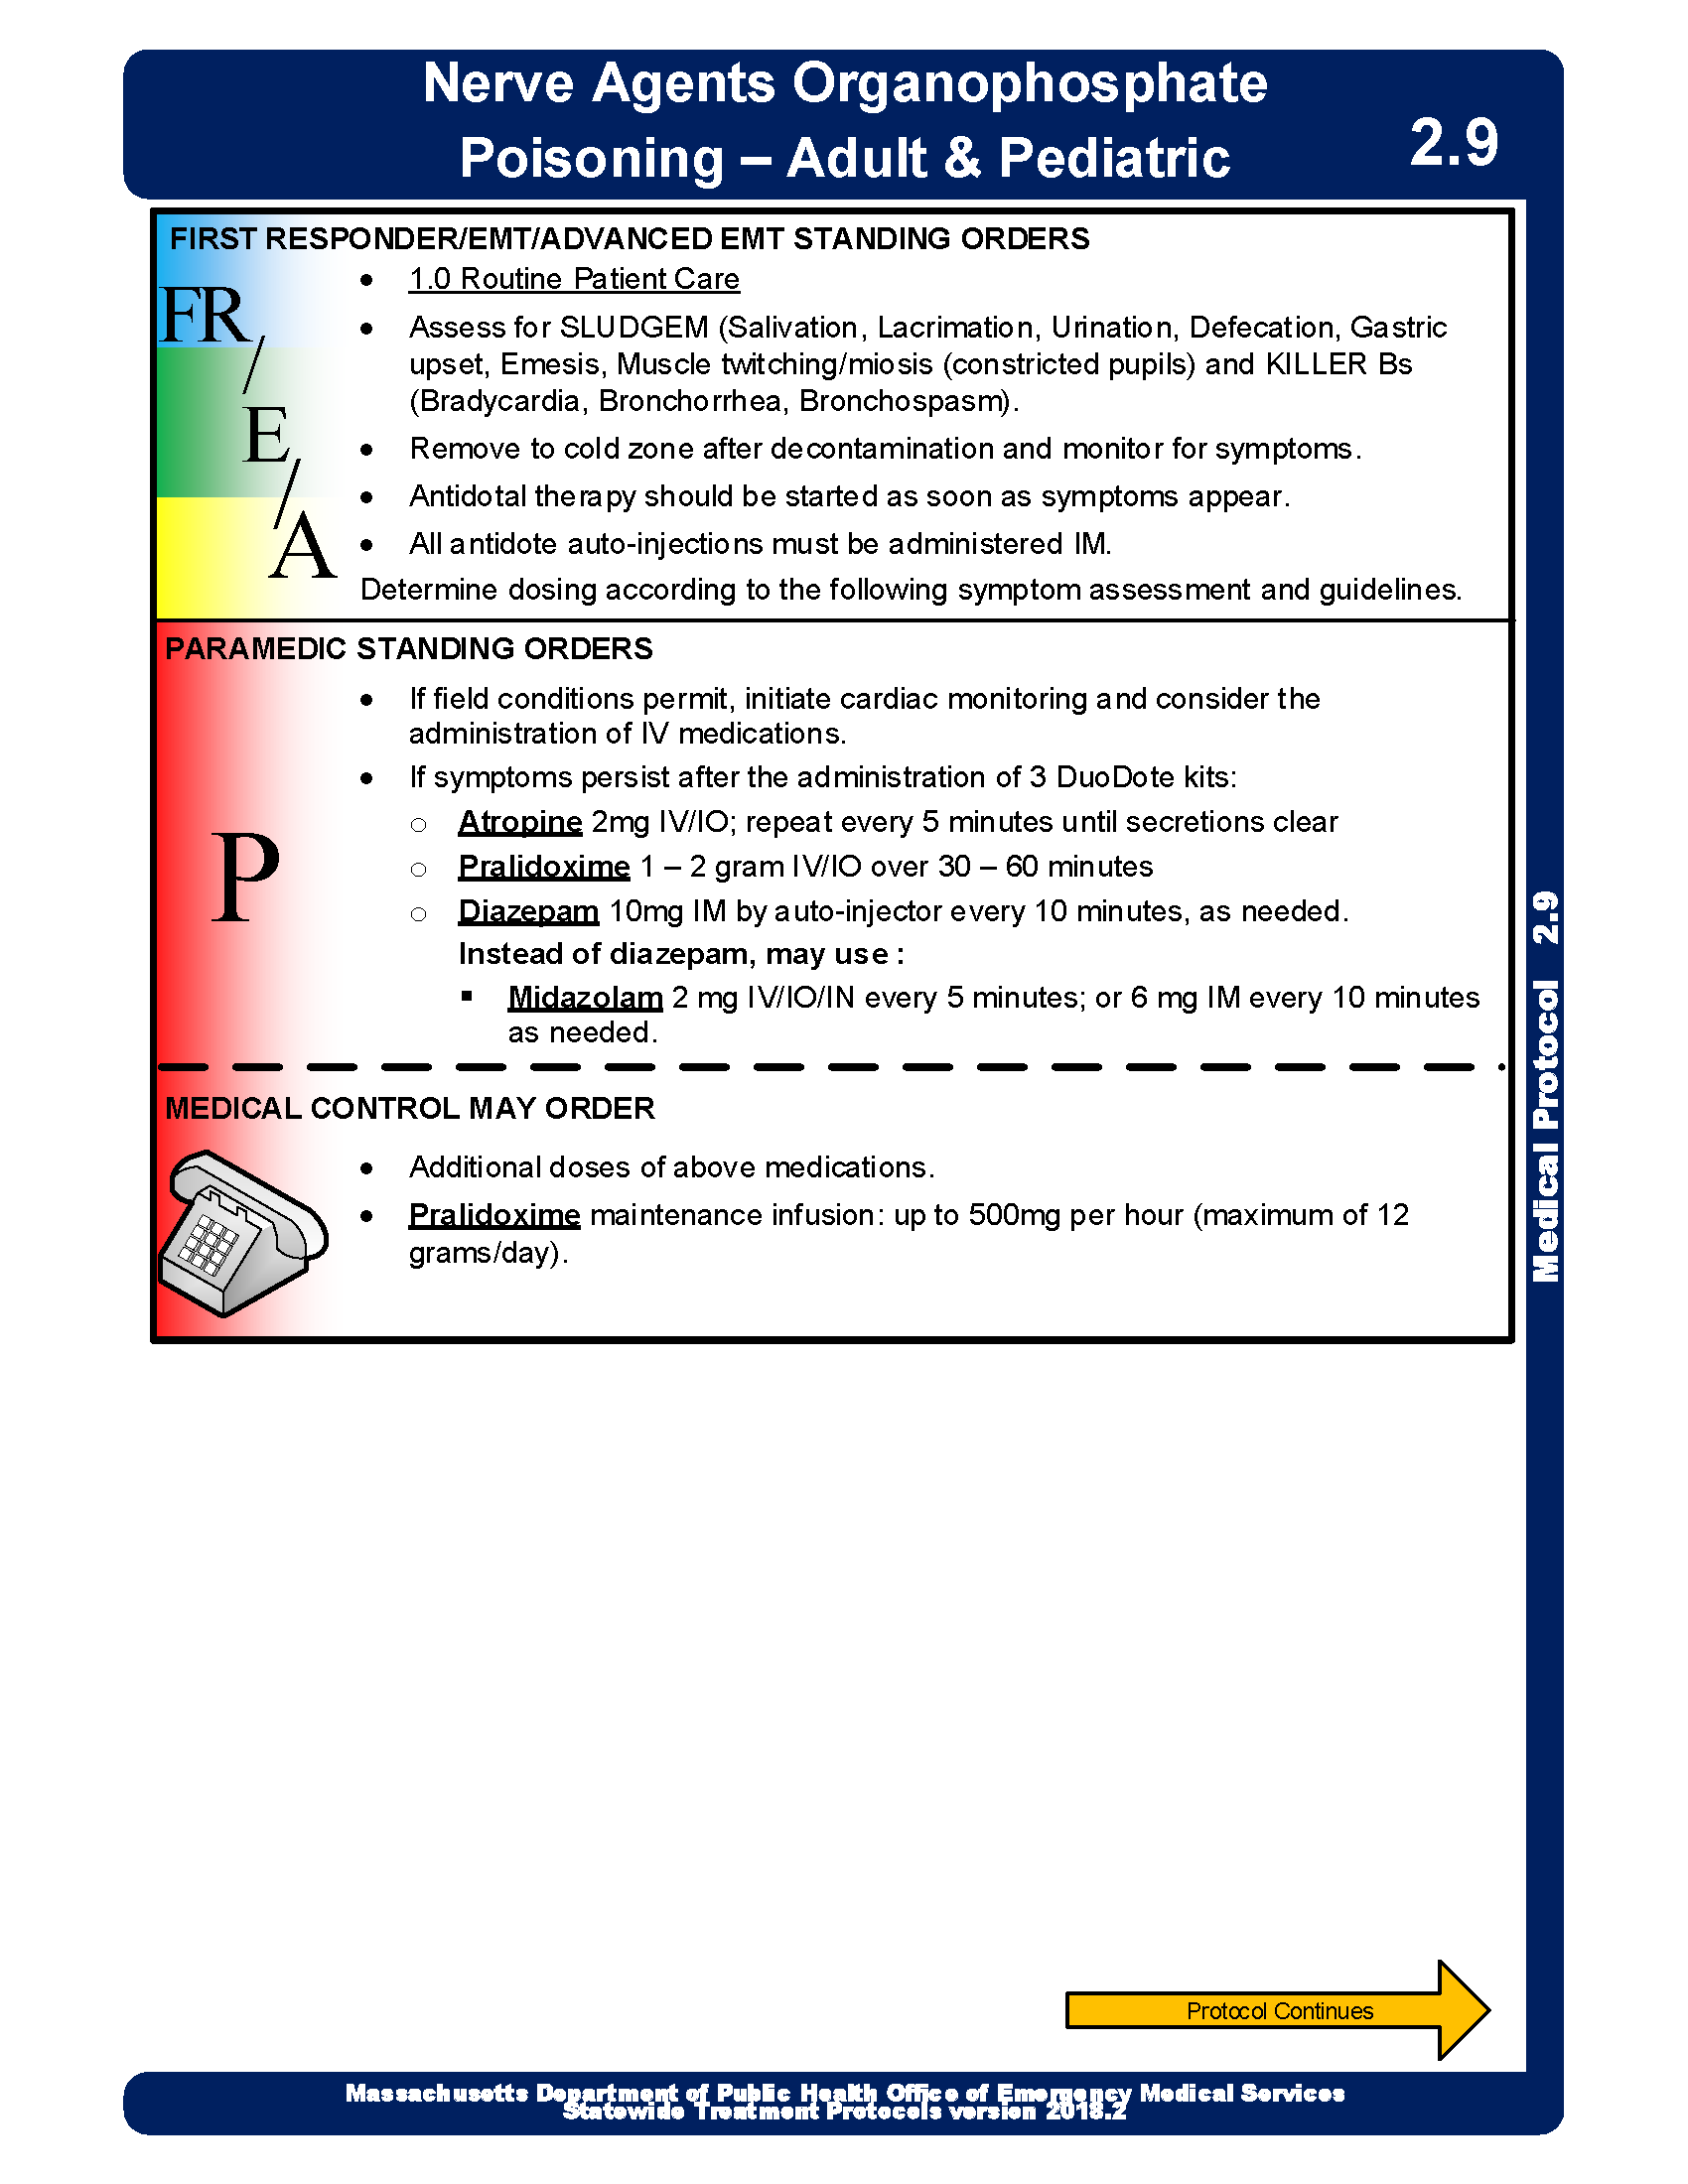 Nerve Agents Organophosphate
Poisoning – Adult & Pediatric
2.9
FIRST RESPONDER/EMT/ADVANCED EMT STANDING ORDERS
FR/
E/
A
• 1.0 Routine Patient Care
• Assess for SLUDGEM (Salivation, Lacrimation, Urination, Defecation, Gastric
upset, Emesis, Muscle twitching/miosis (constricted pupils) and KILLER Bs
(Bradycardia, Bronchorrhea, Bronchospasm).
• Remove to cold zone after decontamination and monitor for symptoms.
• Antidotal therapy should be started as soon as symptoms appear.
• All antidote auto-injections must be administered IM.
Determine dosing according to the following symptom assessment and guidelines.
PARAMEDIC STANDING ORDERS
P
• If field conditions permit, initiate cardiac monitoring and consider the
administration of IV medications.
• If symptoms persist after the administration of 3 DuoDote kits:
o Atropine 2mg IV/IO; repeat every 5 minutes until secretions clear
o Pralidoxime 1 – 2 gram IV/IO over 30 – 60 minutes
o Diazepam 10mg IM by auto-injector every 10 minutes, as needed.
Instead of diazepam, may use :
▪ Midazolam 2 mg IV/IO/IN every 5 minutes; or 6 mg IM every 10 minutes
as needed.
MEDICAL CONTROL MAY ORDER
• Additional doses of above medications.
• Pralidoxime maintenance infusion: up to 500mg per hour (maximum of 12
grams/day).
Medical Protocol 2.9
Protocol Continues
Massachusetts Department of Public Health Office of Emergency Medical Services
Statewide Treatment Protocols version 2018.2